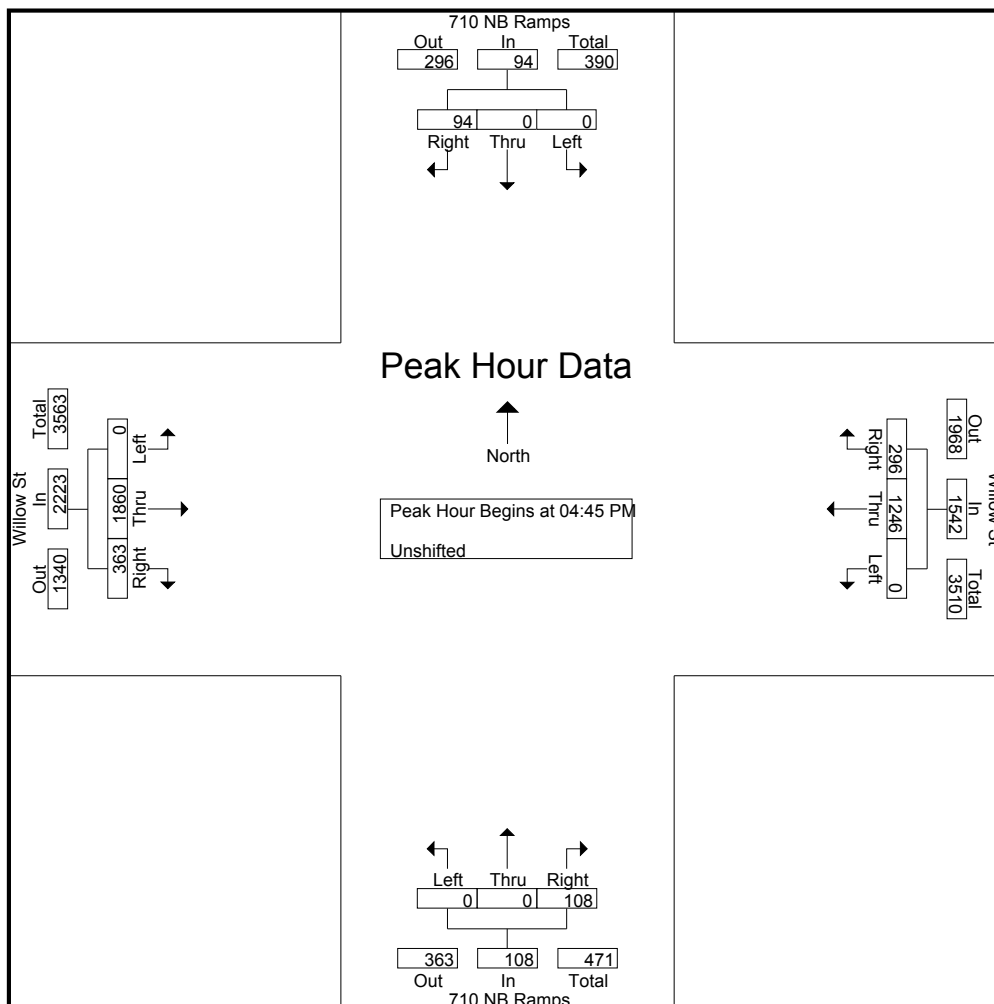 710 NB Ramps
Out In Total
296 94 390
94 0 0
Right Thru Left
Peak Hour Data
North
Peak Hour Begins at 04:45 PM
Unshifted
Willow St
Total In Out
3563 2223 1340
0 1860 363
Left Thru Right
Right Thru Left
296 1246 0
Out In Total
1968 1542 3510
Willow St
Left Thru Right
0 0 108
363 108 471
Out In Total
710 NB Ramps